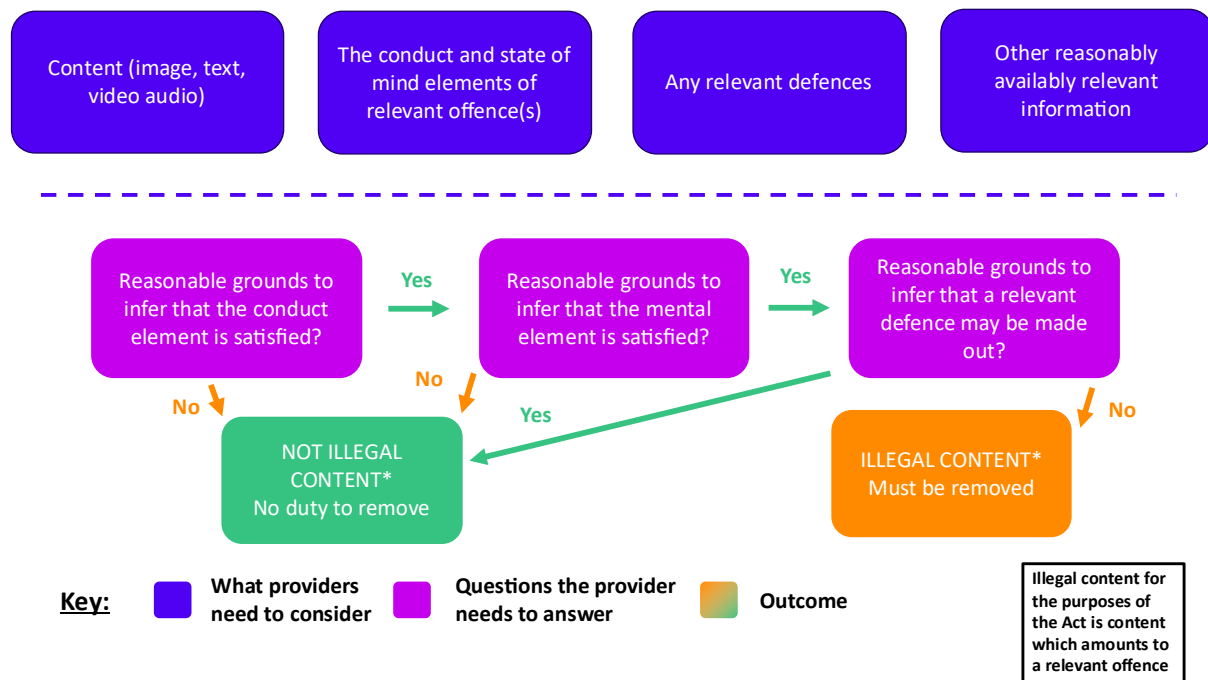 Content (image, text,
video audio)
The conduct and state of
mind elements of
relevant offence(s)
Any relevant defences
Other reasonably
availably relevant
information
Reasonable grounds to
infer that the conduct
element is satisfied?
Yes
Reasonable grounds to
infer that the mental
element is satisfied?
Yes
Reasonable grounds to
infer that a relevant
defence may be made
out?
No
No
Yes
No
NOT ILLEGAL
CONTENT*
No duty to remove
ILLEGAL CONTENT*
Must be removed
Key:
What providers
need to consider
Questions the provider
needs to answer
Outcome
Illegal content for
the purposes of
the Act is content
which amounts to
a relevant offence